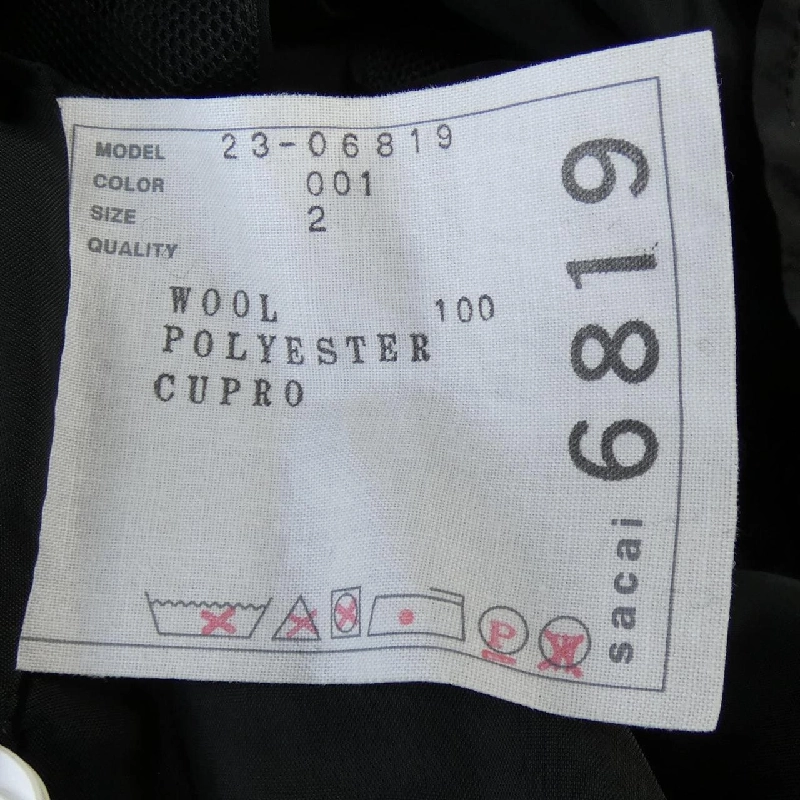 MODEL 23-06819
COLOR 001
SIZE 2
QUALITY
WOOL 100
POLYESTER
CUPRO
P
W
sacai 6819